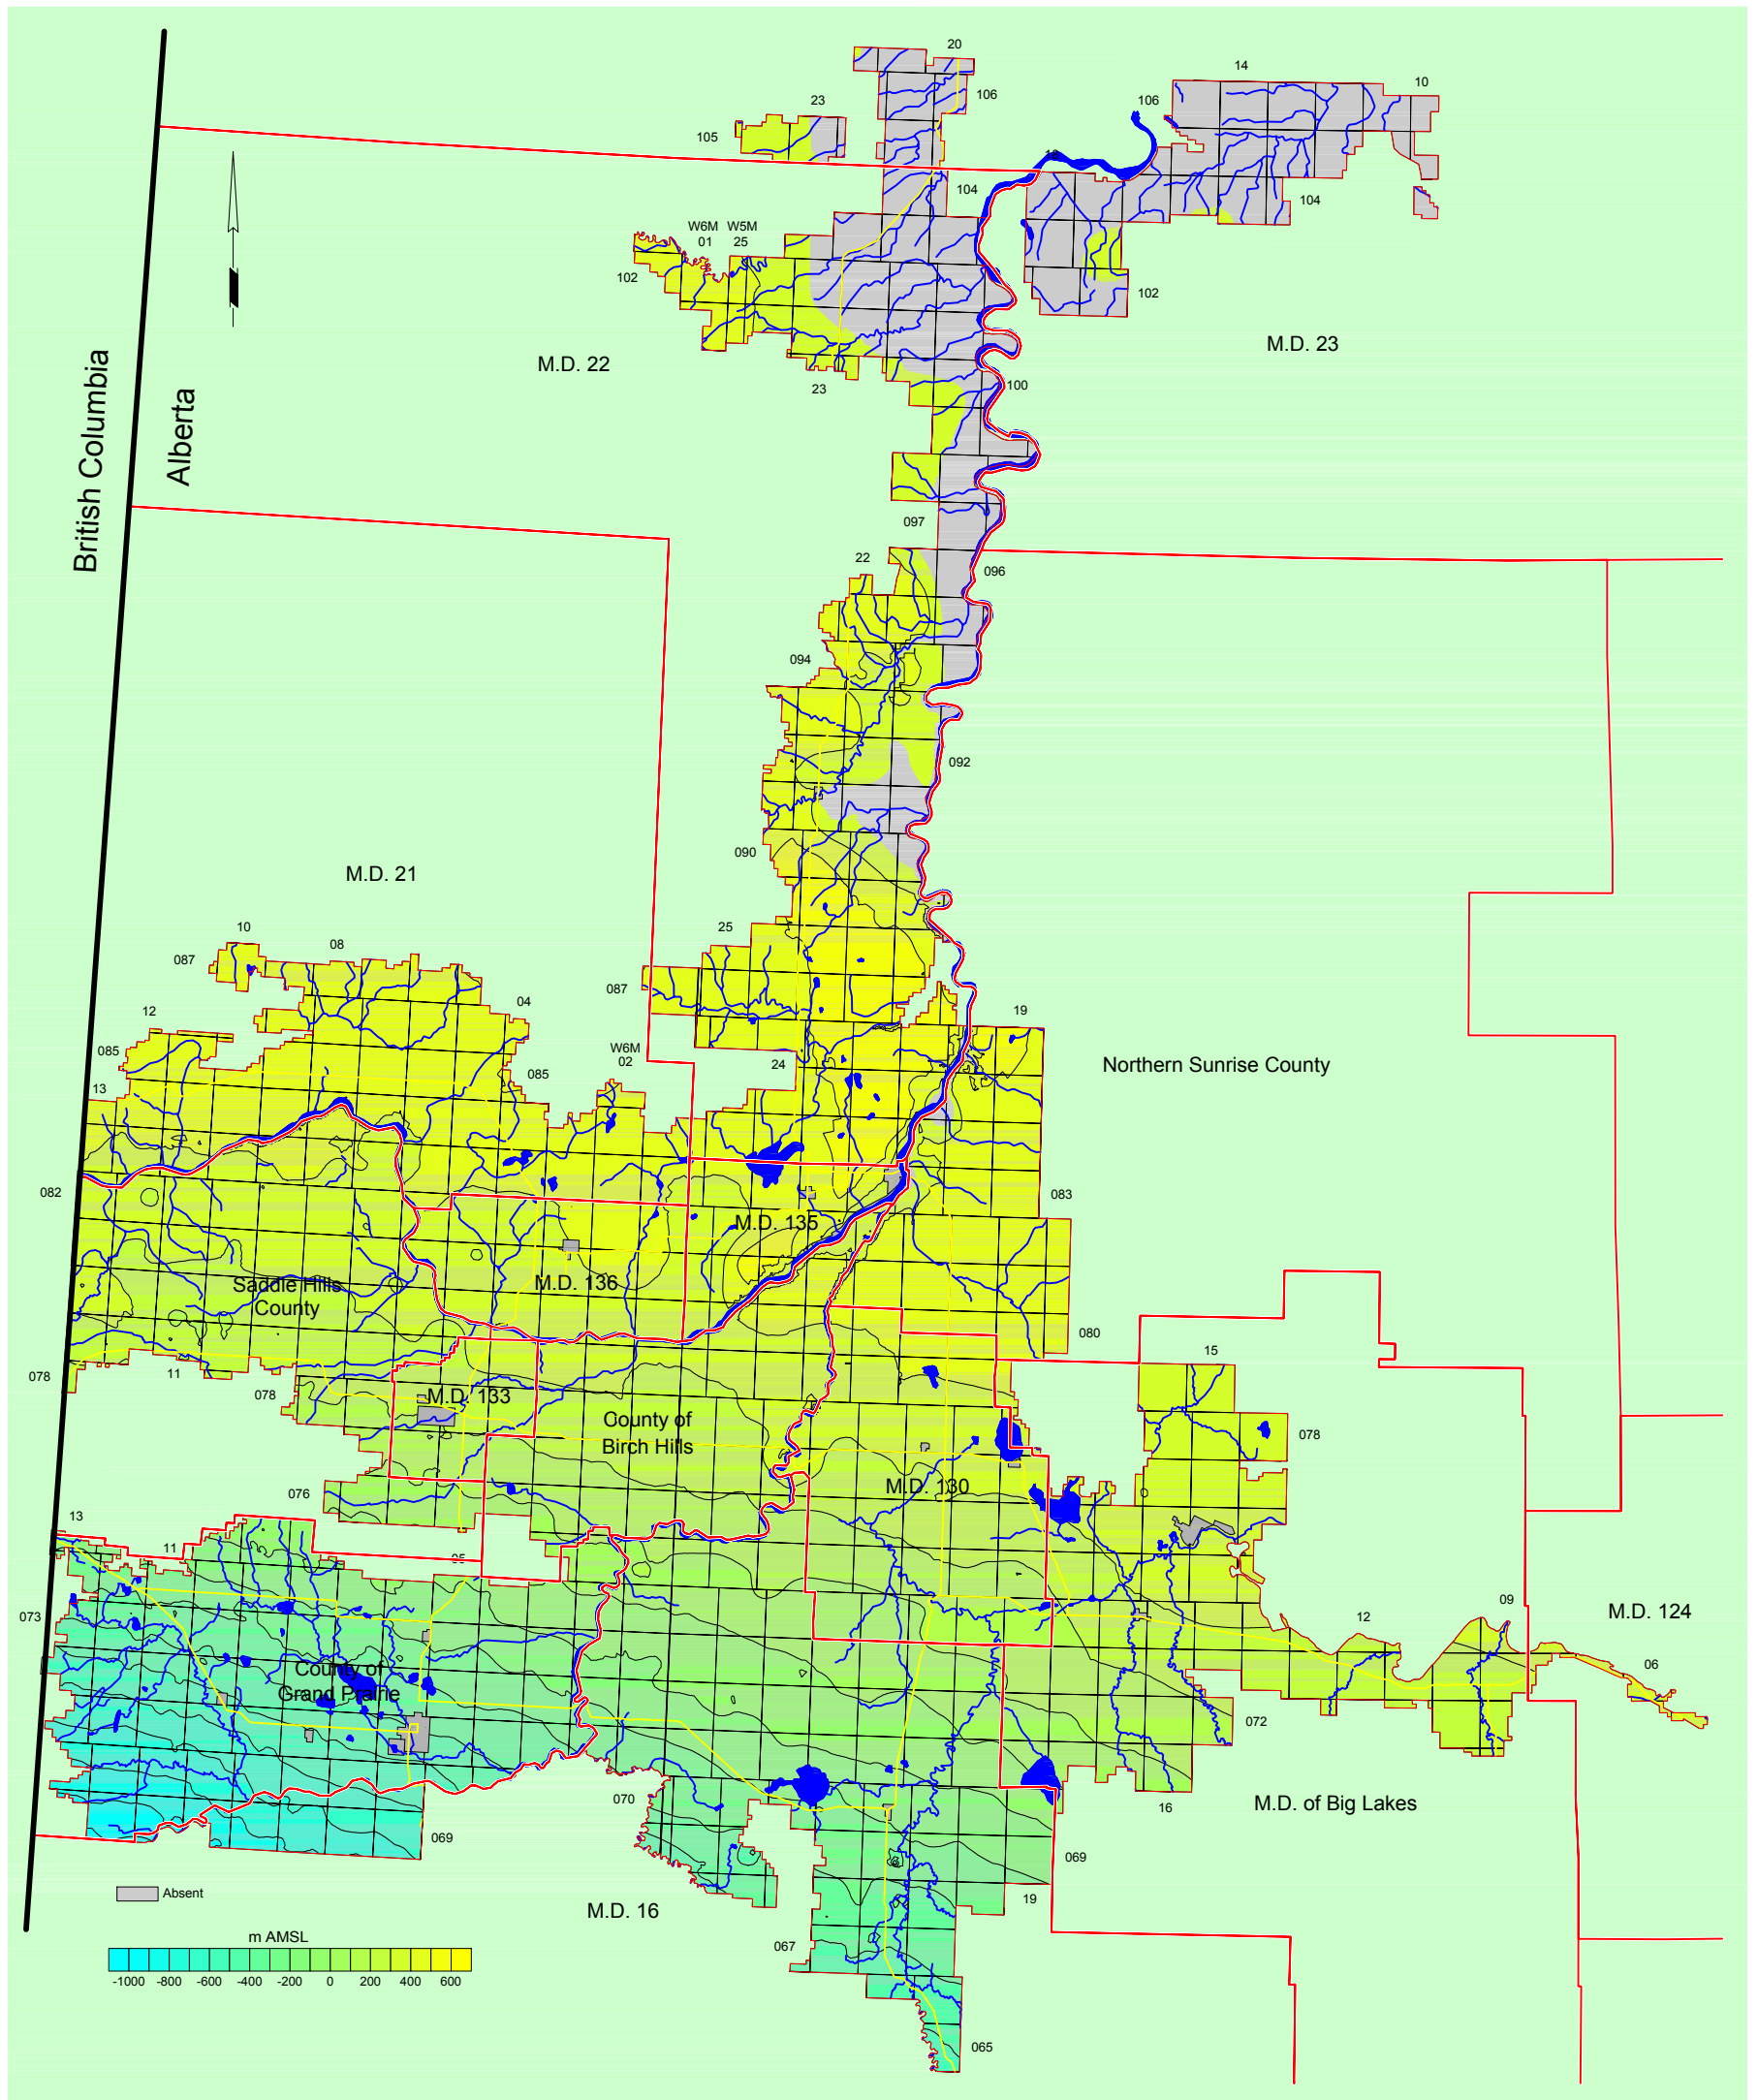 20
14
10
106
106
23
105
18
104
104
W6M W5M
01 25
102
102
M.D. 23
M.D. 22
100
23
British Columbia
Alberta
097
096
22
094
092
090
M.D. 21
10
08
25
087
087
04
19
12
W6M
02
24
085
085
13
Northern Sunrise County
082
083
M.D. 135
Saddle Hills
County
M.D. 136
080
15
078
11
078
M.D. 133
County of
Birch Hills
078
M.D. 130
076
13
11
05
073
12
09
M.D. 124
06
County of
Grand Prairie
072
070
16
M.D. of Big Lakes
069
069
19
Absent
M.D. 16
067
m AMSL
-1000 -800 -600 -400 -200 0 200 400 600
065